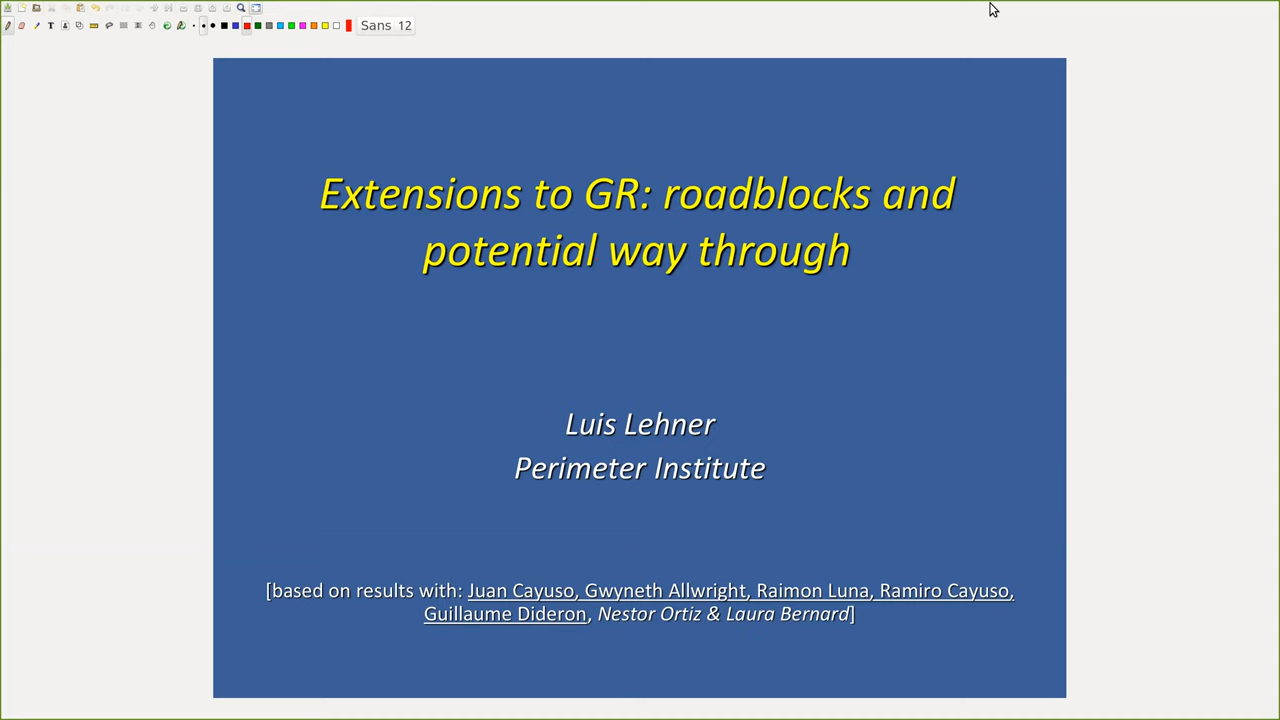 Sans 12
Extensions to GR: roadblocks and
potential way through
Luis Lehner
Perimeter Institute
[based on results with: Juan Cayuso, Gwyneth Allwright, Raimon Luna, Ramiro Cayuso,
Guillaume Dideron, Nestor Ortiz & Laura Bernard]